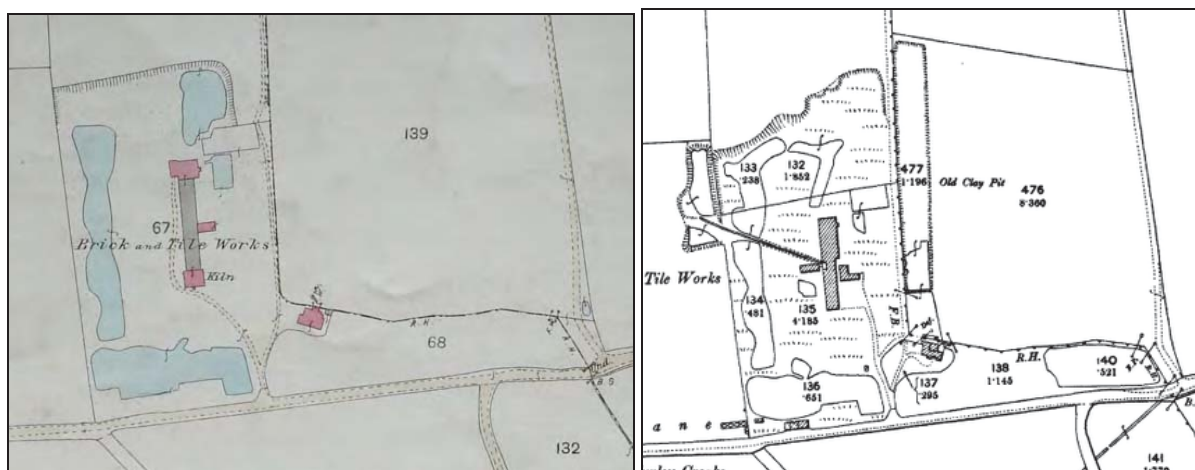 139
67
Brick and Tile Works
Kiln
R.H.
68
B.S
132
133
.238
132
1.852
477
1.196
Old Clay Pit
476
8.360
Tile Works
134
.481
135
4.185
F.B.
R.H.
140
.521
138
1.145
137
.295
136
.651
a n e
B.
141